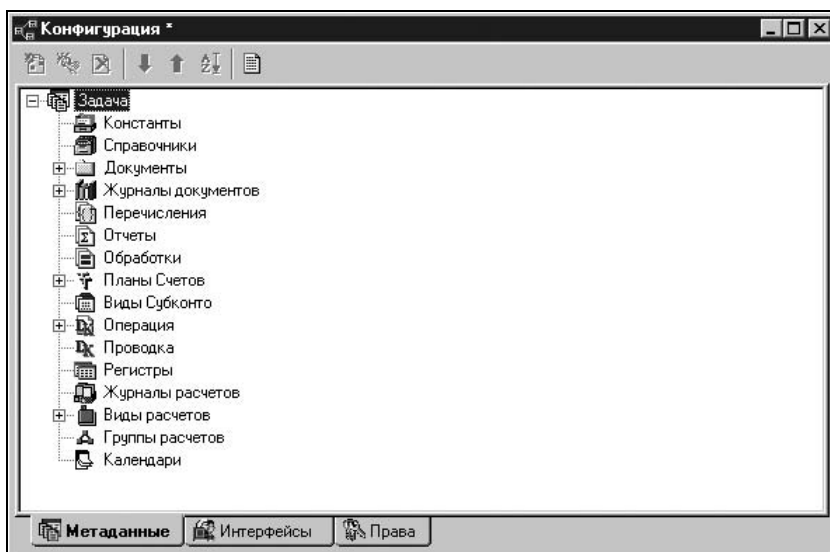 Конфигурация *
Задача
Константы
Справочники
Документы
Журналы документов
Перечисления
Отчеты
Обработки
Планы Счетов
Виды Субконто
Операция
Проводка
Регистры
Журналы расчетов
Виды расчетов
Группы расчетов
Календари
Метаданные Интерфейсы Права